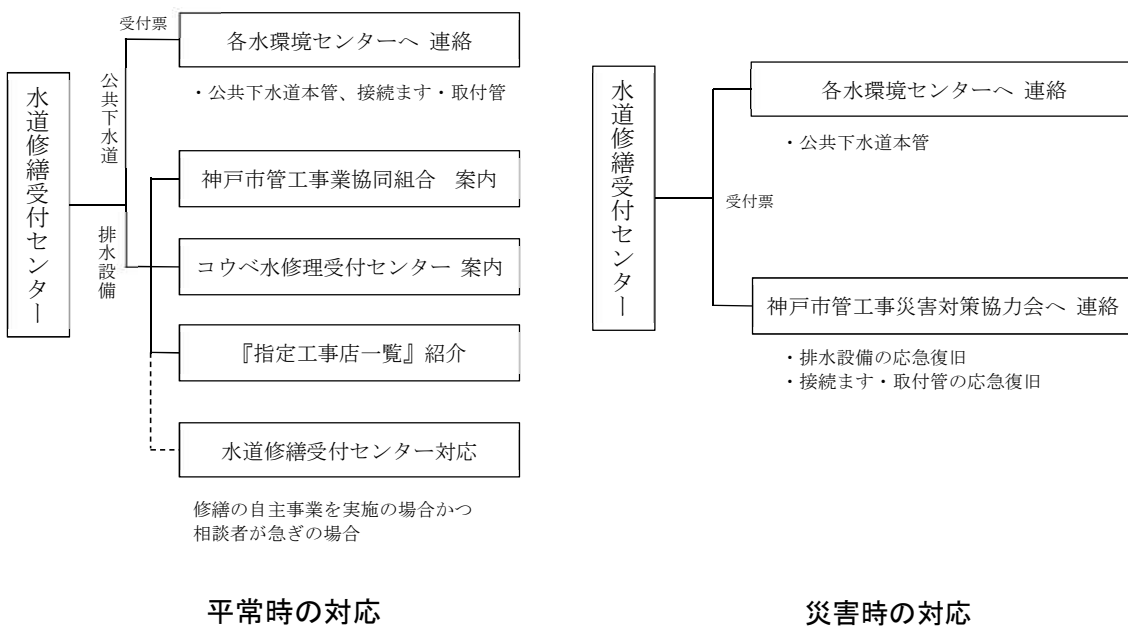 水道修繕受付センター
受付票
公共下水道
排水設備
各水環境センターへ 連絡
・公共下水道本管、接続ます・取付管
神戸市管工事業協同組合 案内
コウベ水修理受付センター 案内
『指定工事店一覧』紹介
水道修繕受付センター対応
修繕の自主事業を実施の場合かつ
相談者が急ぎの場合
平常時の対応
水道修繕受付センター
受付票
各水環境センターへ 連絡
・公共下水道本管
神戸市管工事災害対策協力会へ 連絡
・排水設備の応急復旧
・接続ます・取付管の応急復旧
災害時の対応